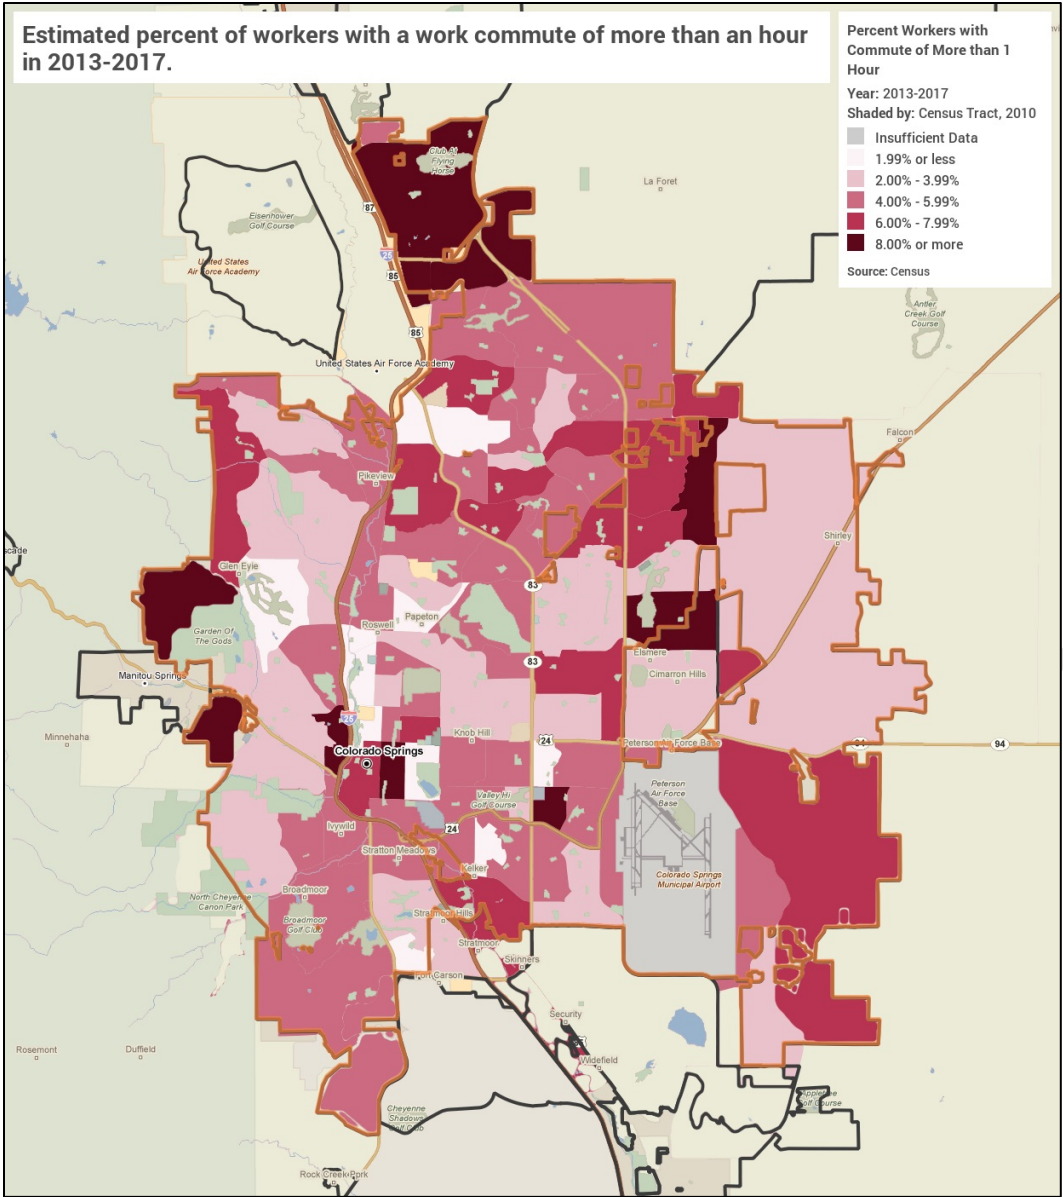 Estimated percent of workers with a work commute of more than an hour
in 2013-2017.
Percent Workers with
Commute of More than 1
Hour
Year: 2013-2017
Shaded by: Census Tract, 2010
Insufficient Data
1.99% or less
2.00% - 3.99%
4.00% - 5.99%
6.00% - 7.99%
8.00% or more
Source: Census
Club At
Flying
Horse
La Foret
87
Eisenhower
Golf Course
25
United States
Air Force Academy
85
Antler
Creek Golf
Course
85
United States Air Force Academy
Falcon
Pikeview
Shirley
Glen Eyie
83
Garden Of
The Gods
Roswell
Papeton
Elsmere
83
Cimarron Hills
Manitou Springs
25
Minnehaha
Knob Hill
24
Peterson Air Force Base
94
Colorado Springs
Peterson
Air Force
Base
Valley Hi
Golf Course
Ivywild
24
Stratton Meadows
Kelker
Colorado Springs
Municipal Airport
Broadmoor
North Cheyenne
Canon Park
Broadmoor
Golf Club
Stratmoor Hills
Stratmoor
Skinners
Fort Carson
Security
Rosemont
Duffield
Widefield
Cheyenne
Shadows
Golf Club
Golf Course
Rock Creek Park